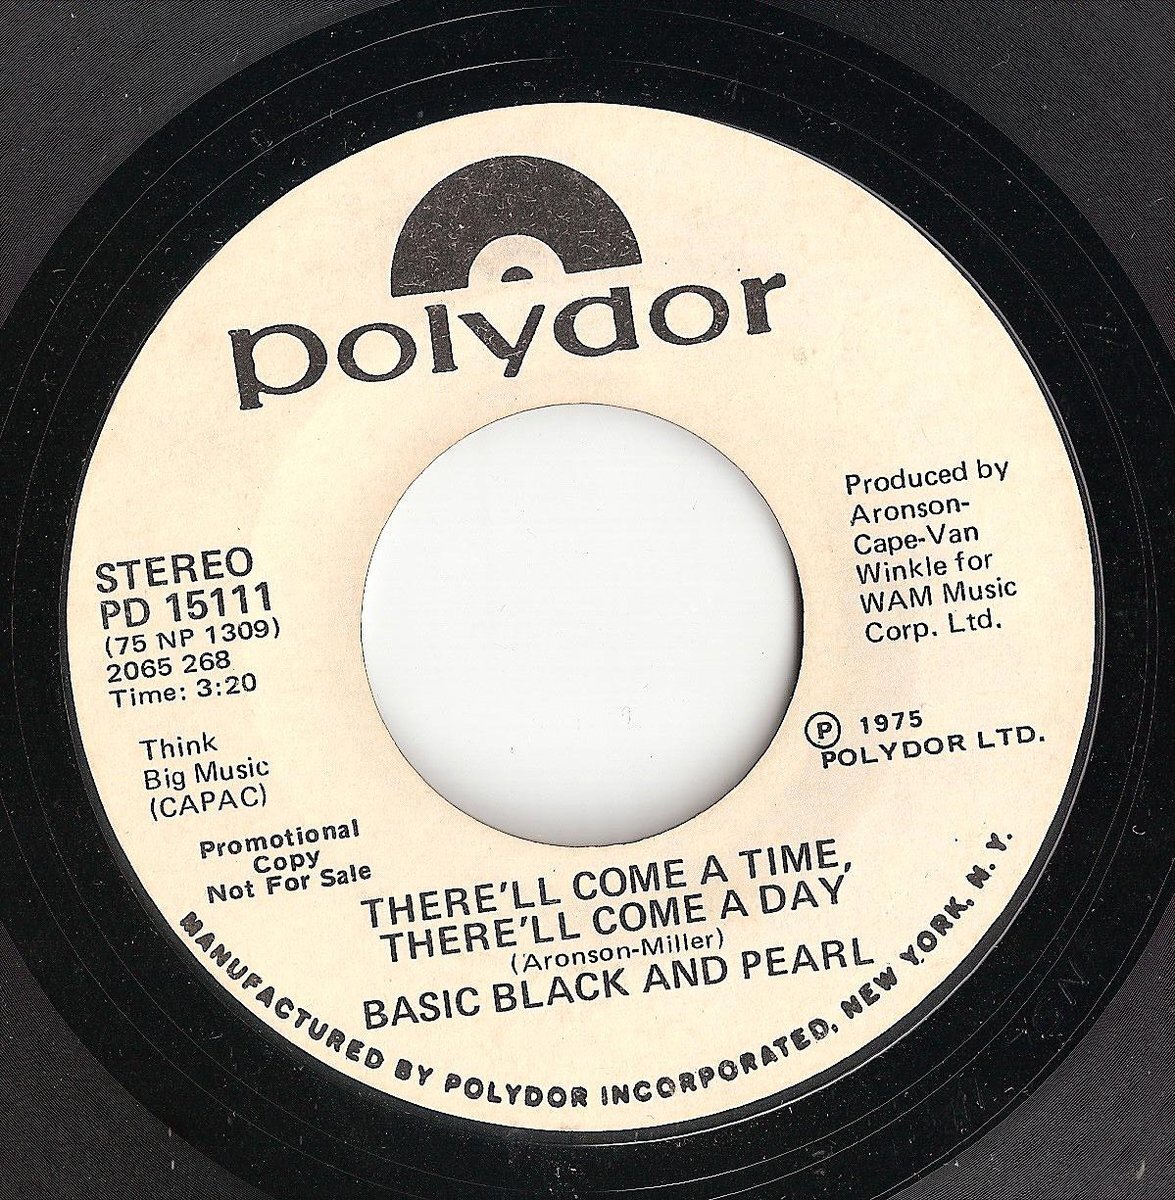 polydor
Produced by
Aronson-
Cape-Van
Winkle for
WAM Music
Corp. Ltd.
STEREO
PD 15111
(75 NP 1309)
2065 268
Time: 3:20
Ⓟ 1975
POLYDOR LTD.
Think
Big Music
(CAPAC)
Promotional
Copy
Not For Sale
THERE'LL COME A TIME,
THERE'LL COME A DAY
(Aronson-Miller)
BASIC BLACK AND PEARL
MANUFACTURED BY POLYDOR INCORPORATED, NEW YORK, N. Y.